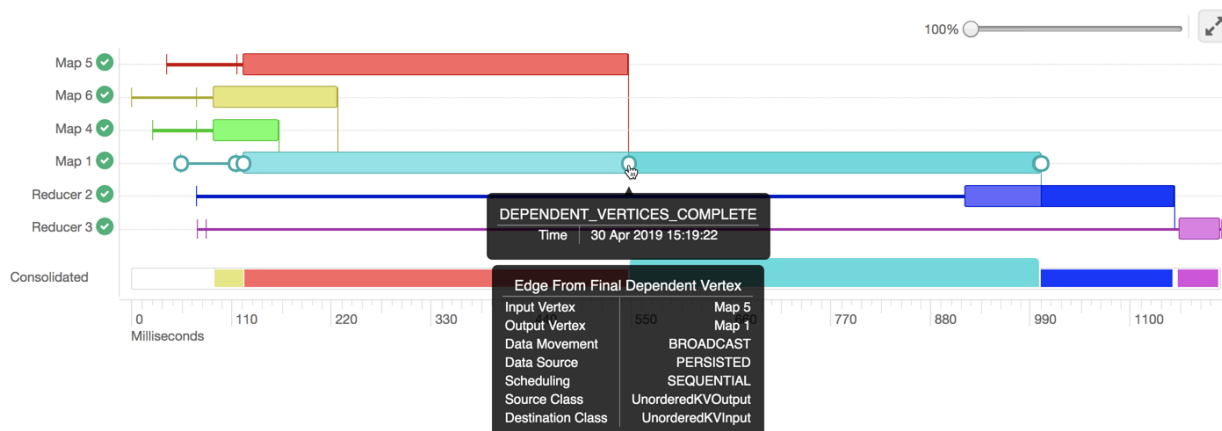 100%
Map 5
Map 6
Map 4
Map 1
Reducer 2
Reducer 3
DEPENDENT_VERTICES_COMPLETE
Time 30 Apr 2019 15:19:22
Consolidated
Edge From Final Dependent Vertex
Input Vertex Map 5
Output Vertex Map 1
Data Movement BROADCAST
Data Source PERSISTED
Scheduling SEQUENTIAL
Source Class UnorderedKVOutput
Destination Class UnorderedKVInput
0 110 220 330 440 550 660 770 880 990 1100
Milliseconds